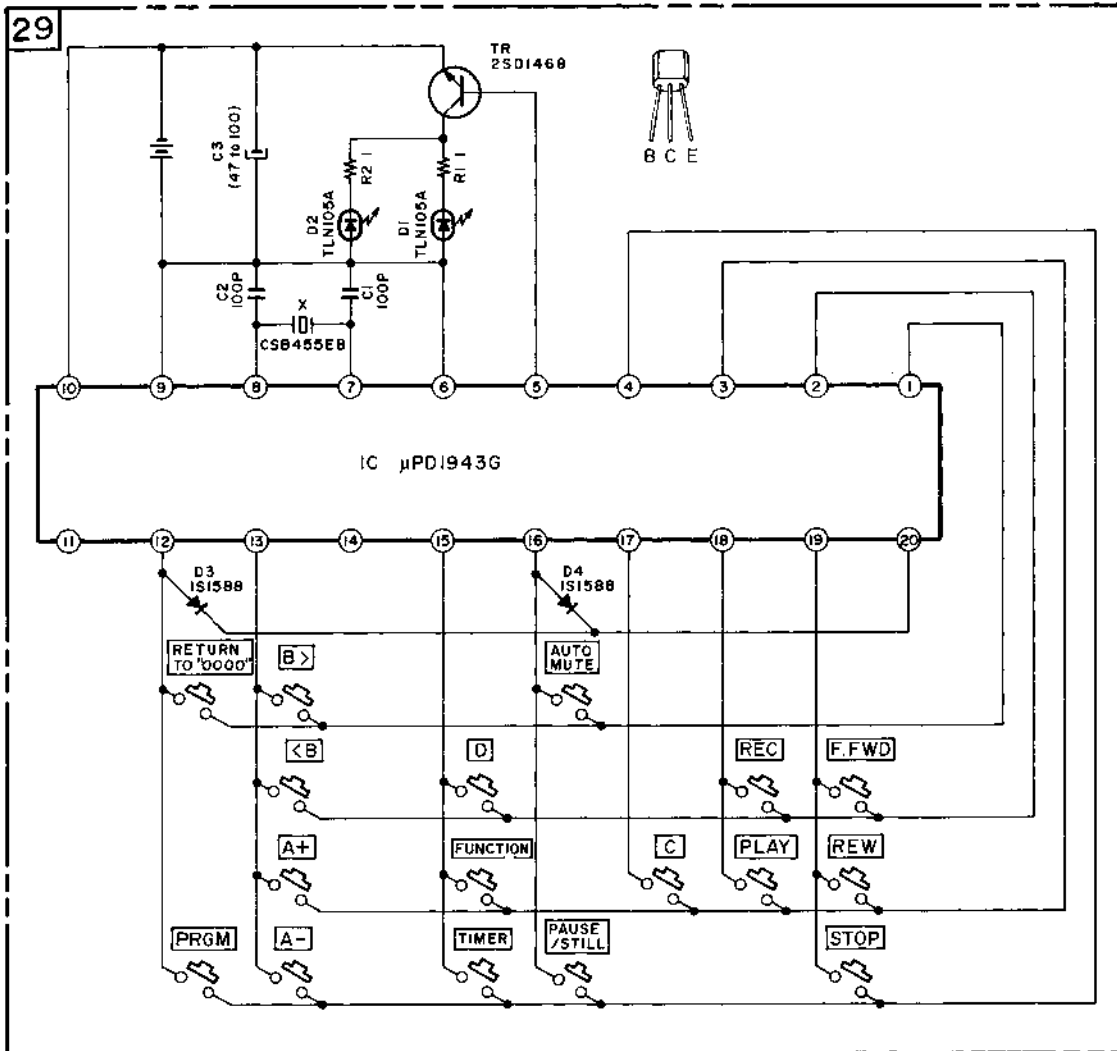 29
TR
2SD1468
B C E
C3
(47 to 100)
R2 1
R1 1
D2
TLN105A
D1
TLN105A
C2
100P
X
C1
100P
CSB455EB
10 9 8 7 6 5 4 3 2 1
IC μPD1943G
11 12 13 14 15 16 17 18 19 20
D3
1S1588
D4
1S1588
RETURN
TO "0000"
B >
AUTO
MUTE
< B
D
REC
F.FWD
A+
FUNCTION
C
PLAY
REW
PRGM
A-
TIMER
PAUSE
/STILL
STOP